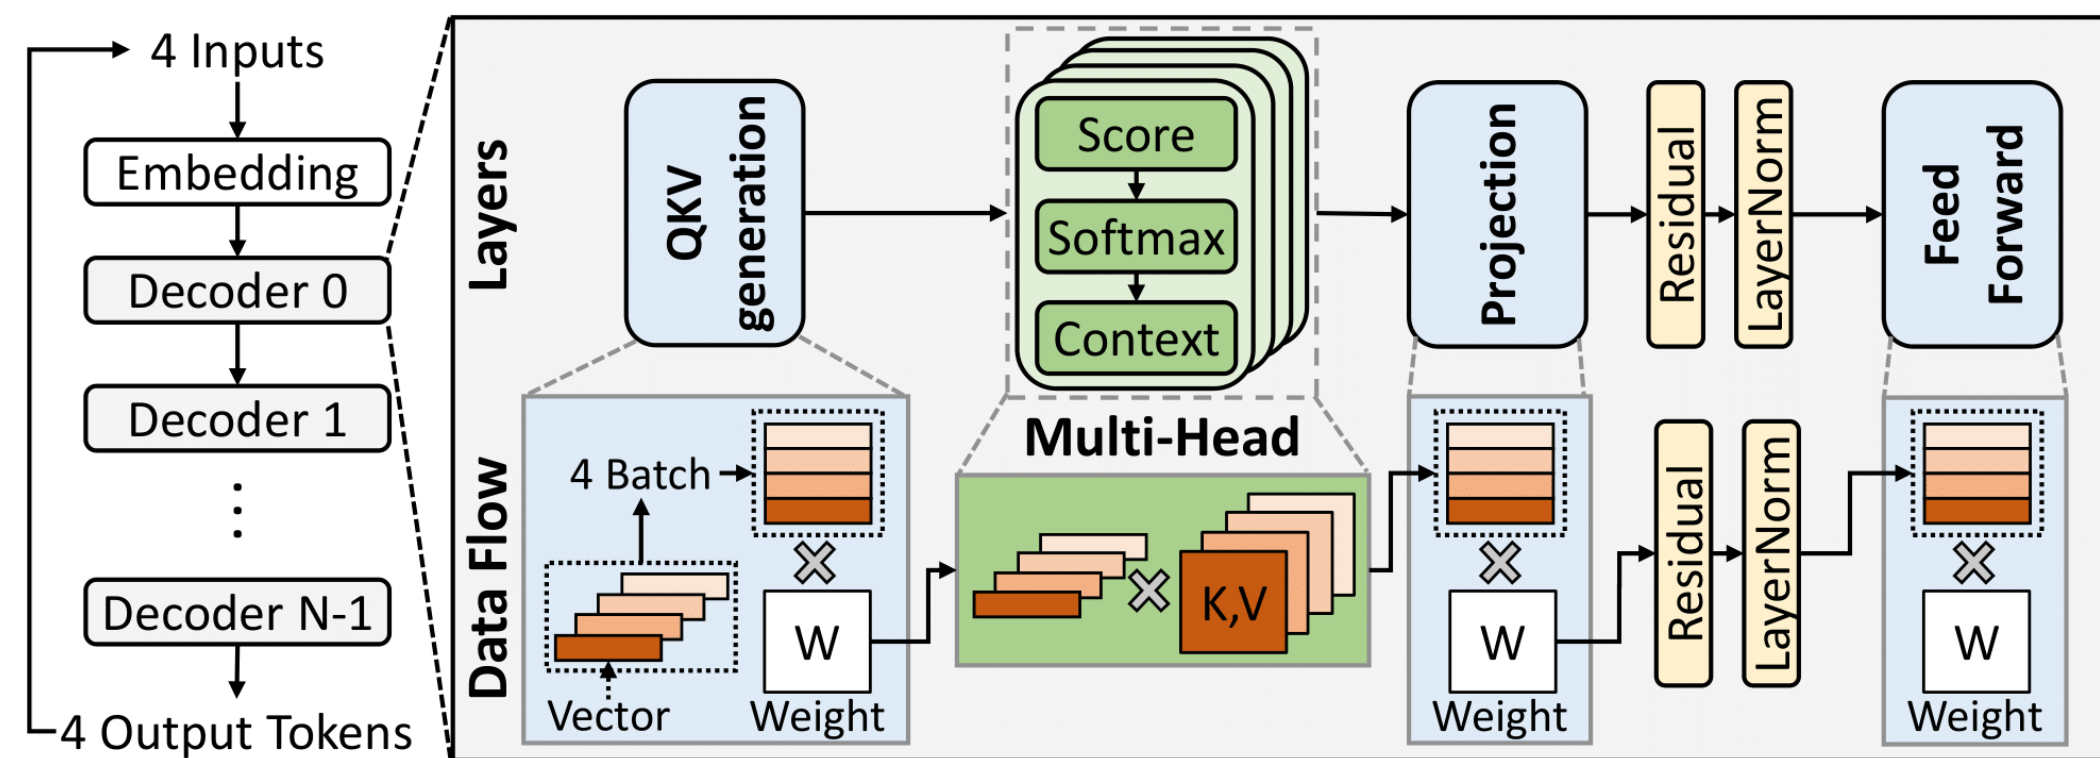 4 Inputs
Embedding
Decoder 0
Decoder 1
Decoder N-1
4 Output Tokens
Layers
QKV
generation
Score
Softmax
Context
Multi-Head
Projection
Residual
LayerNorm
Feed
Forward
Data Flow
4 Batch
Vector
W
Weight
K,V
W
Weight
Residual
LayerNorm
W
Weight